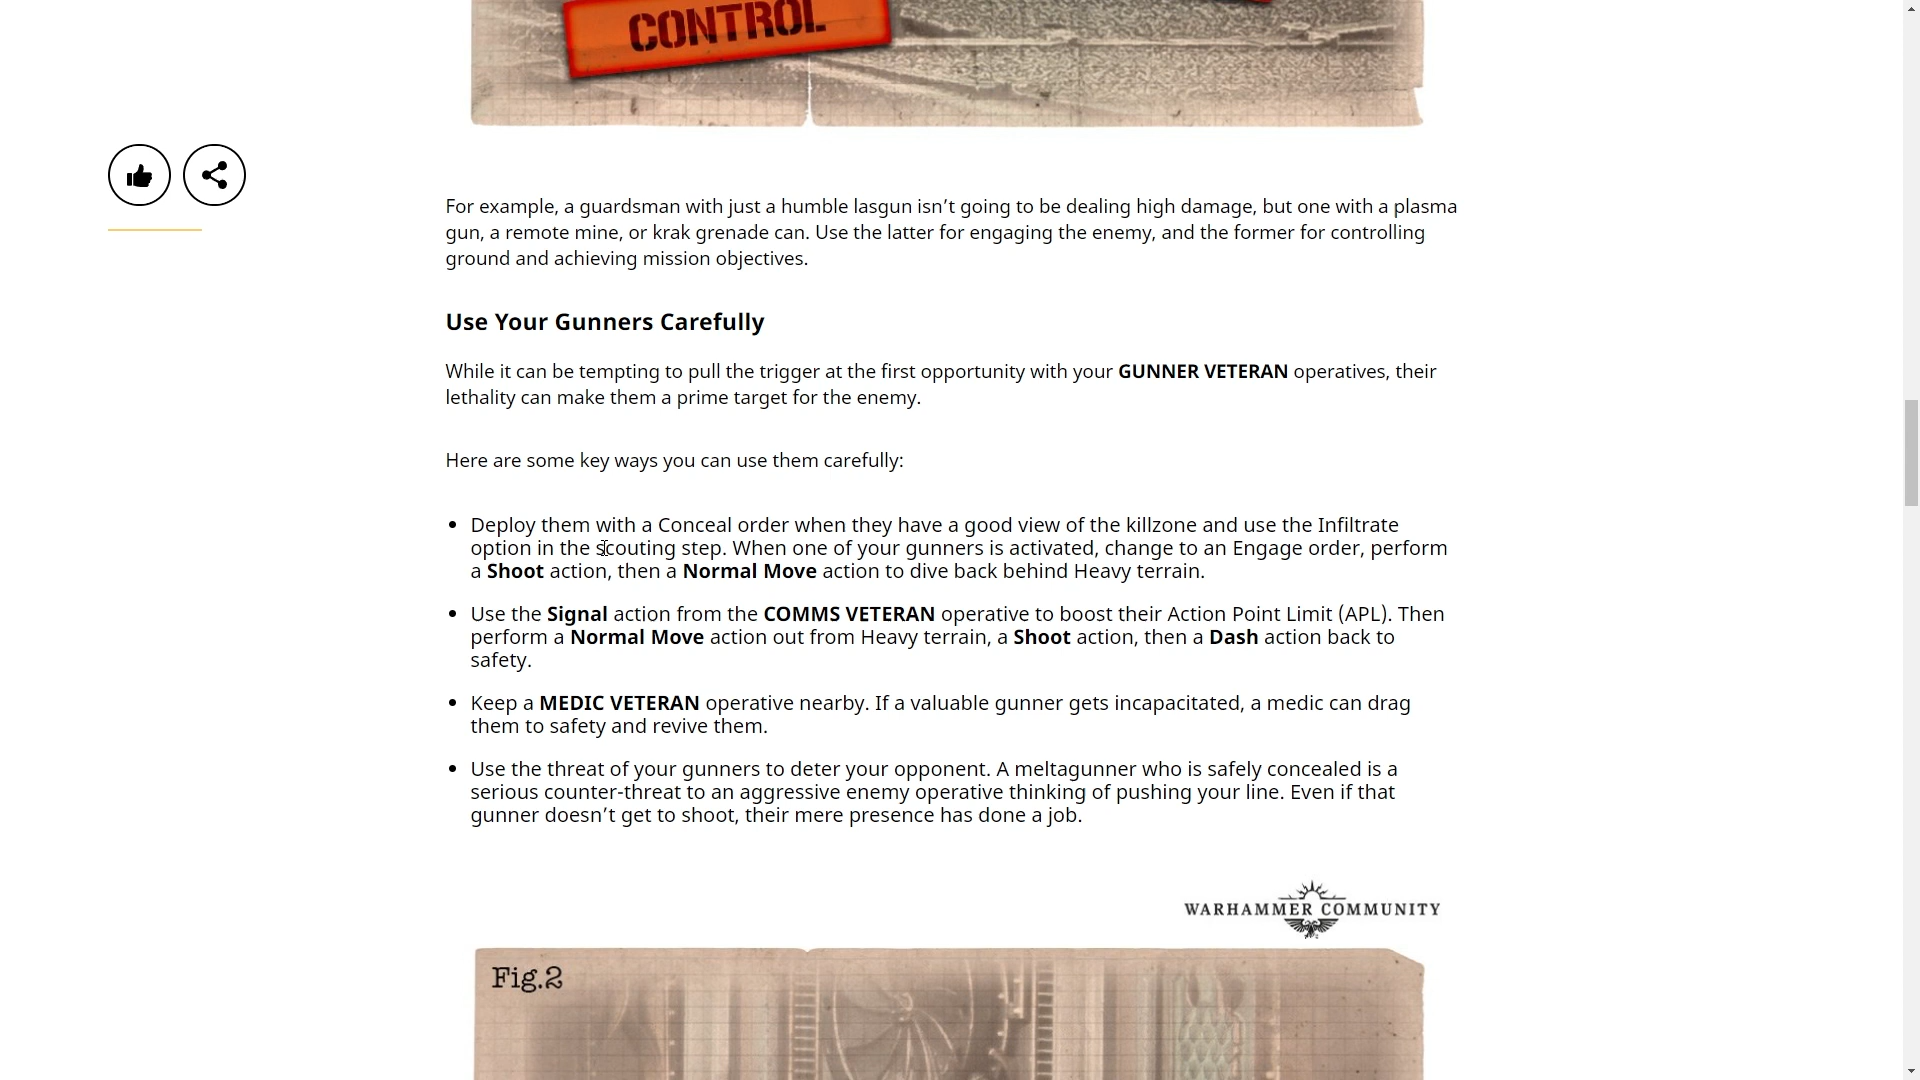 CONTROL
For example, a guardsman with just a humble lasgun isn’t going to be dealing high damage, but one with a plasma
gun, a remote mine, or krak grenade can. Use the latter for engaging the enemy, and the former for controlling
ground and achieving mission objectives.
Use Your Gunners Carefully
While it can be tempting to pull the trigger at the first opportunity with your GUNNER VETERAN operatives, their
lethality can make them a prime target for the enemy.
Here are some key ways you can use them carefully:
• Deploy them with a Conceal order when they have a good view of the killzone and use the Infiltrate
option in the scouting step. When one of your gunners is activated, change to an Engage order, perform
a Shoot action, then a Normal Move action to dive back behind Heavy terrain.
• Use the Signal action from the COMMS VETERAN operative to boost their Action Point Limit (APL). Then
perform a Normal Move action out from Heavy terrain, a Shoot action, then a Dash action back to
safety.
• Keep a MEDIC VETERAN operative nearby. If a valuable gunner gets incapacitated, a medic can drag
them to safety and revive them.
• Use the threat of your gunners to deter your opponent. A meltagunner who is safely concealed is a
serious counter-threat to an aggressive enemy operative thinking of pushing your line. Even if that
gunner doesn’t get to shoot, their mere presence has done a job.
WARHAMMER COMMUNITY
Fig.2